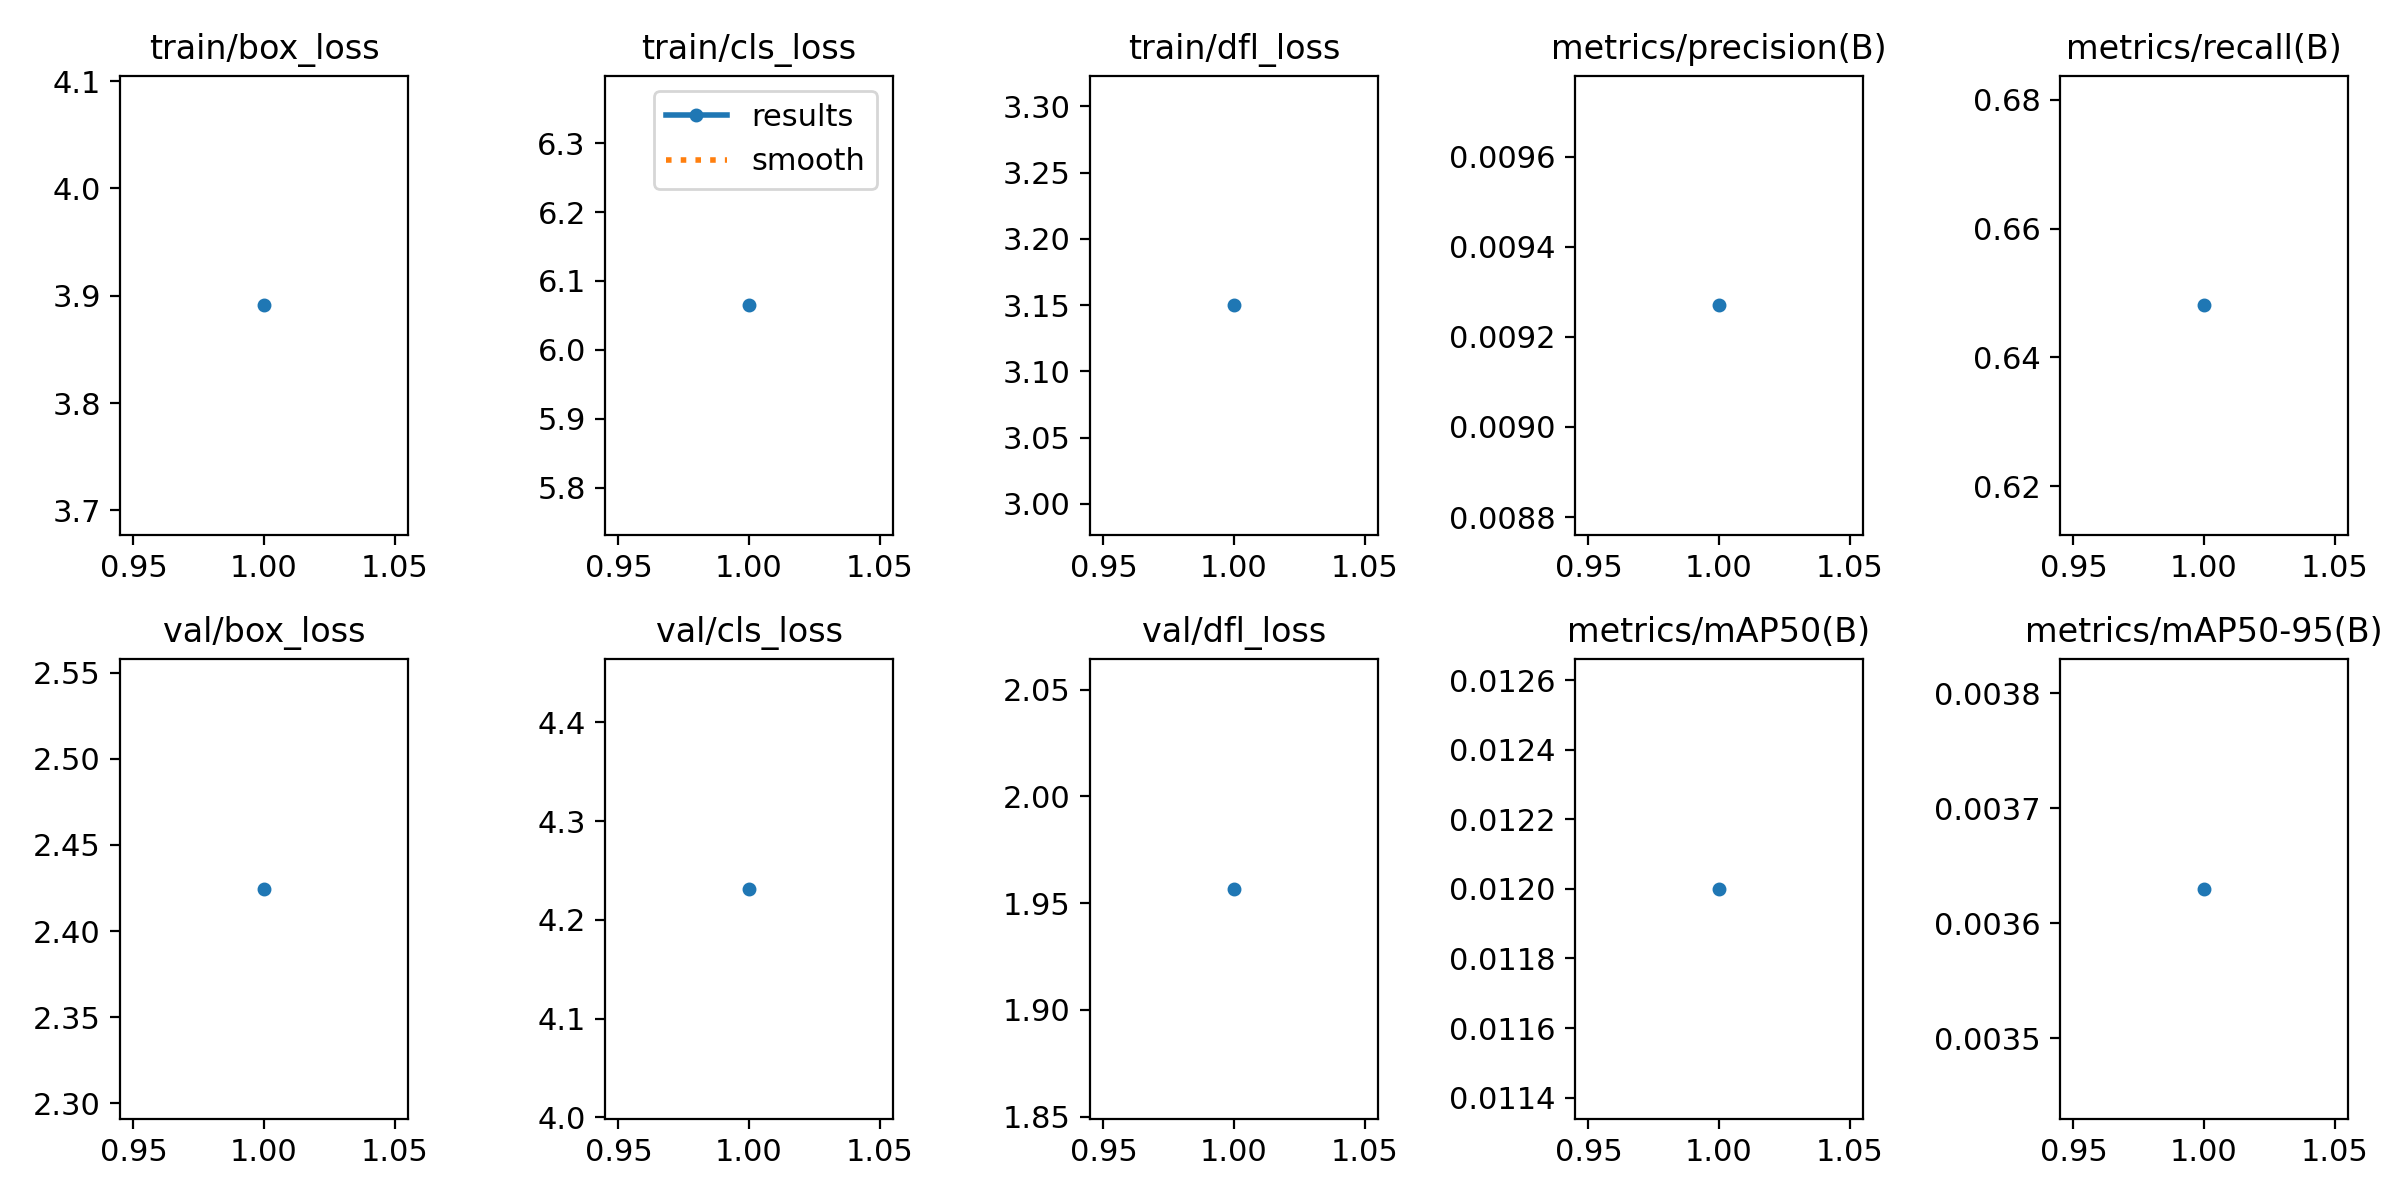 train/box_loss
4.1
4.0
3.9
3.8
3.7
0.95 1.00 1.05
train/cls_loss
results
smooth
6.3
6.2
6.1
6.0
5.9
5.8
0.95 1.00 1.05
train/dfl_loss
3.30
3.25
3.20
3.15
3.10
3.05
3.00
0.95 1.00 1.05
metrics/precision(B)
0.0096
0.0094
0.0092
0.0090
0.0088
0.95 1.00 1.05
metrics/recall(B)
0.68
0.66
0.64
0.62
0.95 1.00 1.05
val/box_loss
2.55
2.50
2.45
2.40
2.35
2.30
0.95 1.00 1.05
val/cls_loss
4.4
4.3
4.2
4.1
4.0
0.95 1.00 1.05
val/dfl_loss
2.05
2.00
1.95
1.90
1.85
0.95 1.00 1.05
metrics/mAP50(B)
0.0126
0.0124
0.0122
0.0120
0.0118
0.0116
0.0114
0.95 1.00 1.05
metrics/mAP50-95(B)
0.0038
0.0037
0.0036
0.0035
0.95 1.00 1.05